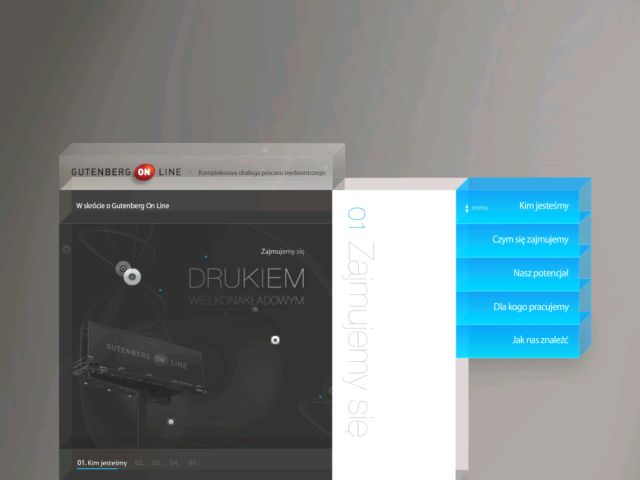 GUTENBERG ON LINE
Kompleksowa obsługa procesu wydawniczego
W skrócie o Gutenberg On Line
Zajmujemy się
DRUKIEM
WIELKONAKŁADOWYM
GUTENBERG ON LINE
01. Kim jesteśmy 02. 03. 04. 05.
01. Zajmujemy się
menu
Kim jesteśmy
Czym się zajmujemy
Nasz potencjał
Dla kogo pracujemy
Jak nas znaleźć